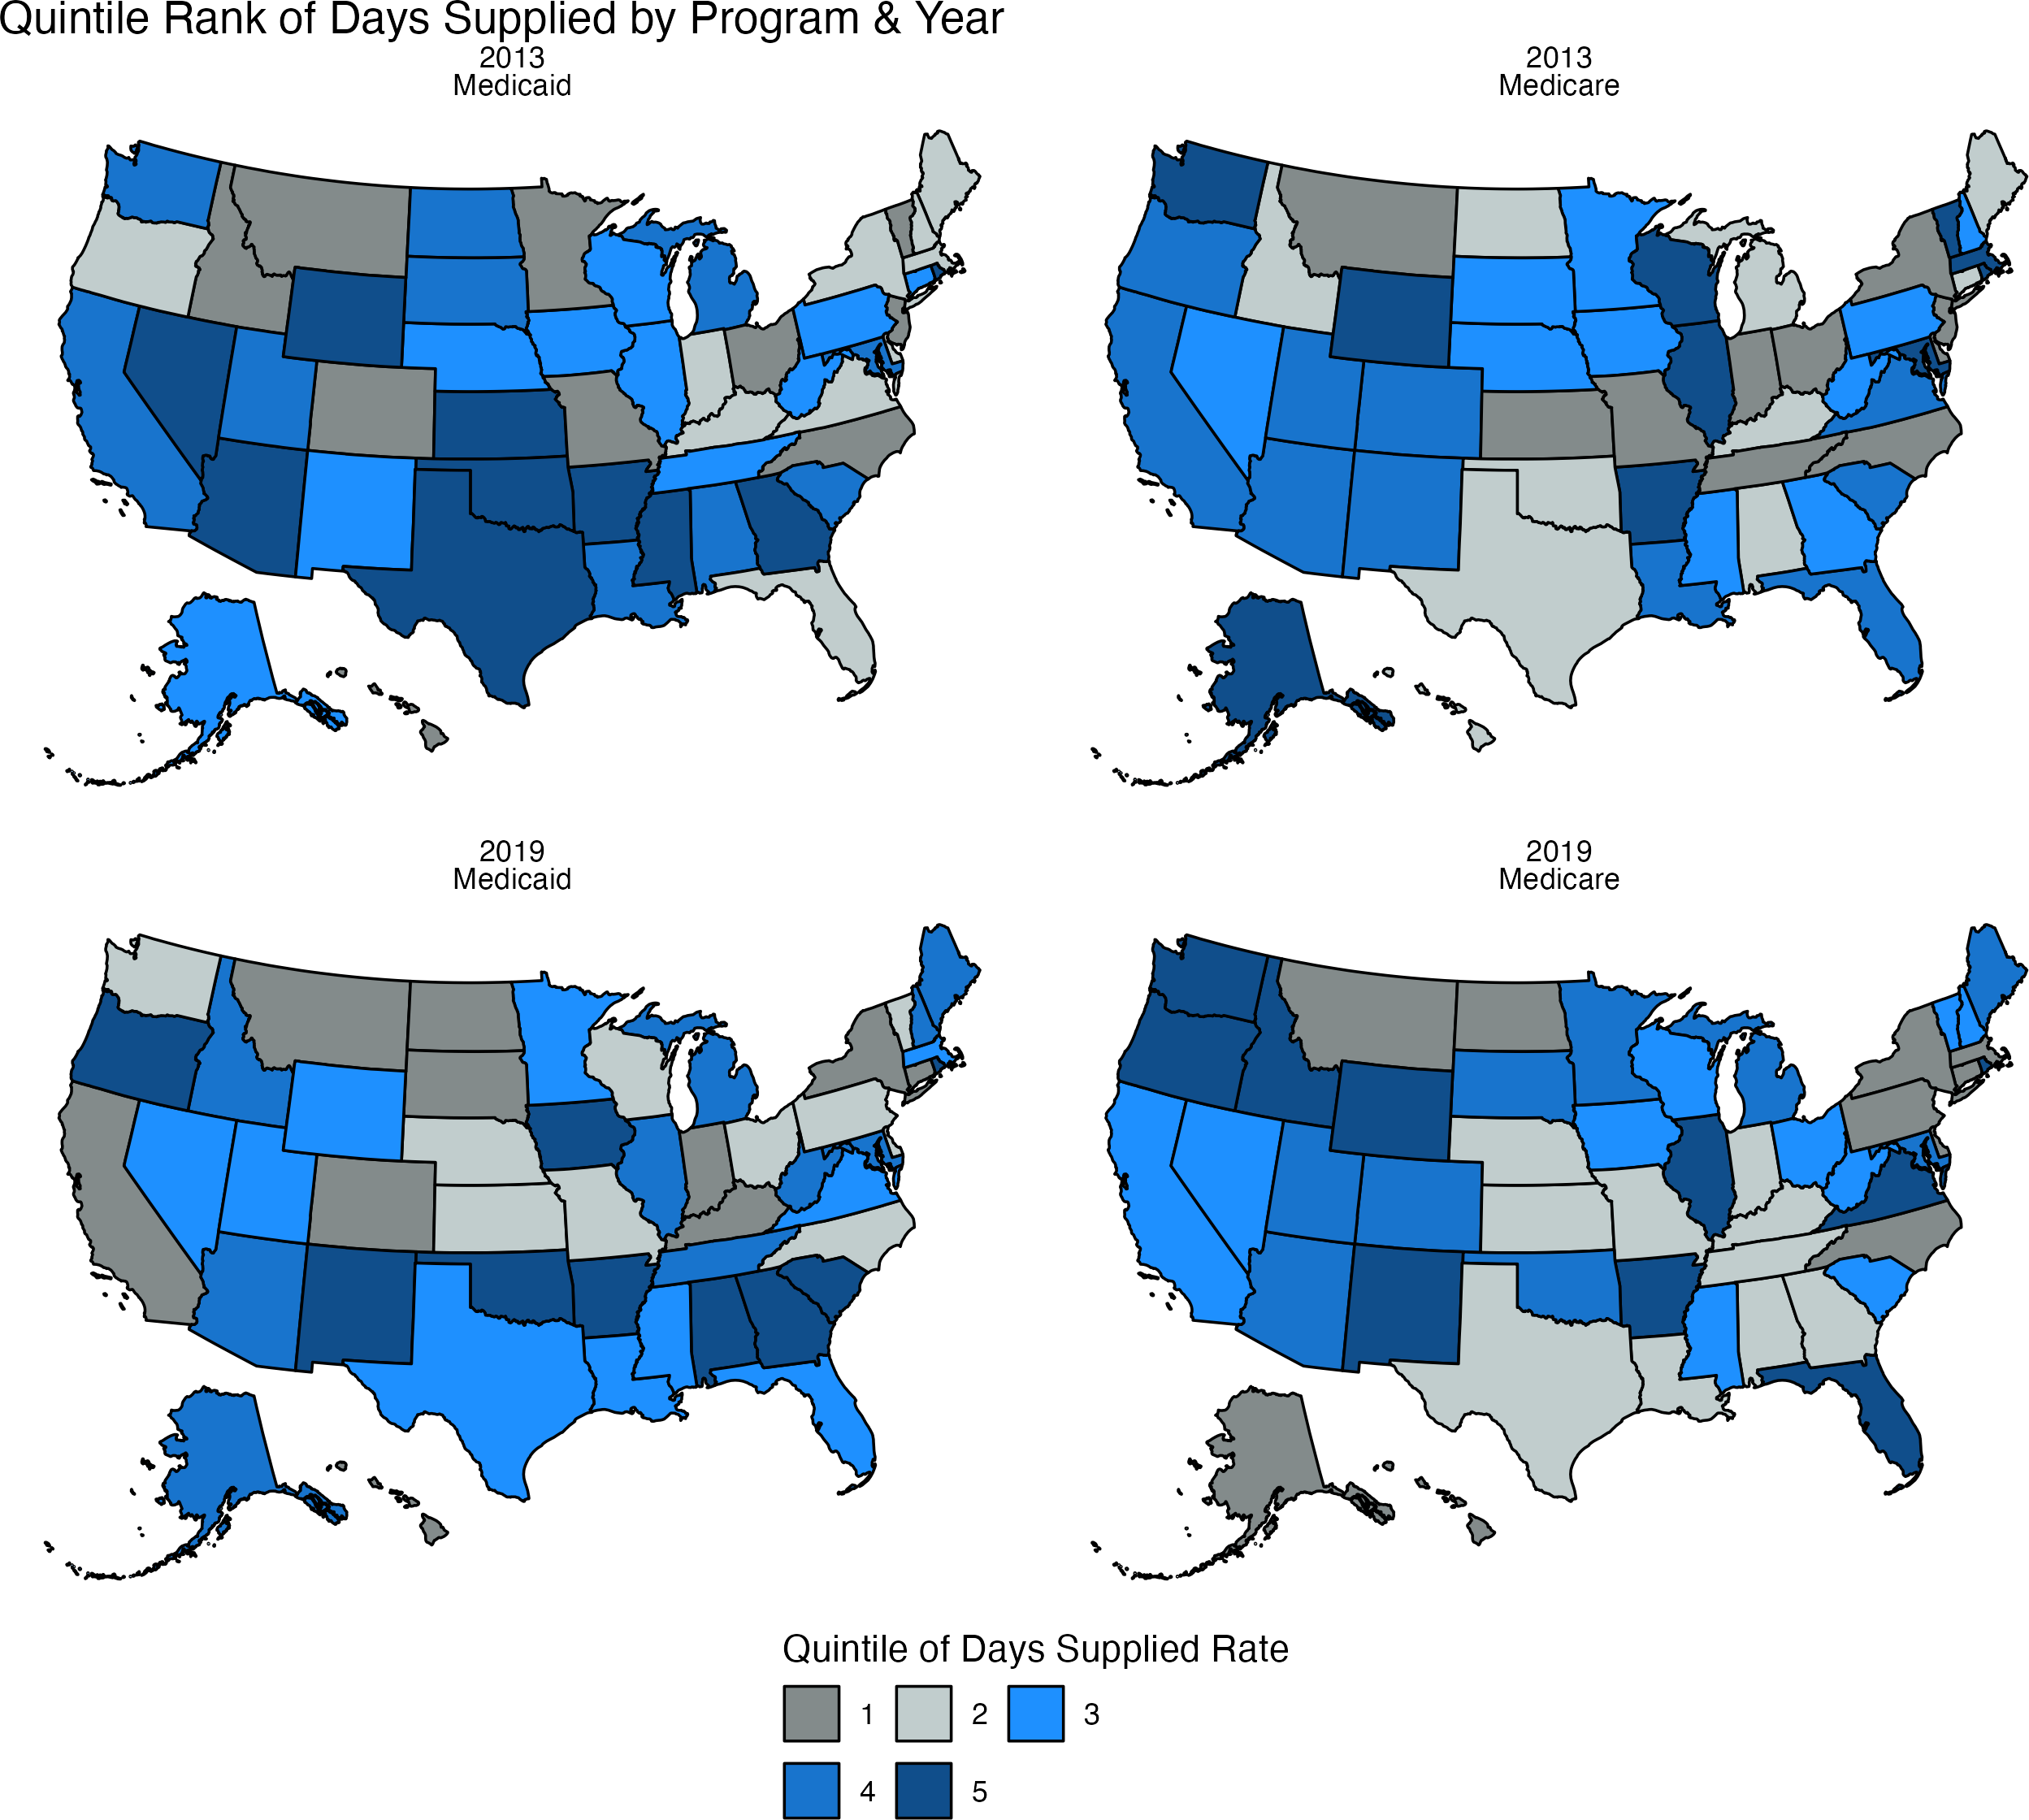 Quintile Rank of Days Supplied by Program & Year
2013
Medicaid
2013
Medicare
2019
Medicaid
2019
Medicare
Quintile of Days Supplied Rate
1 2 3
4 5